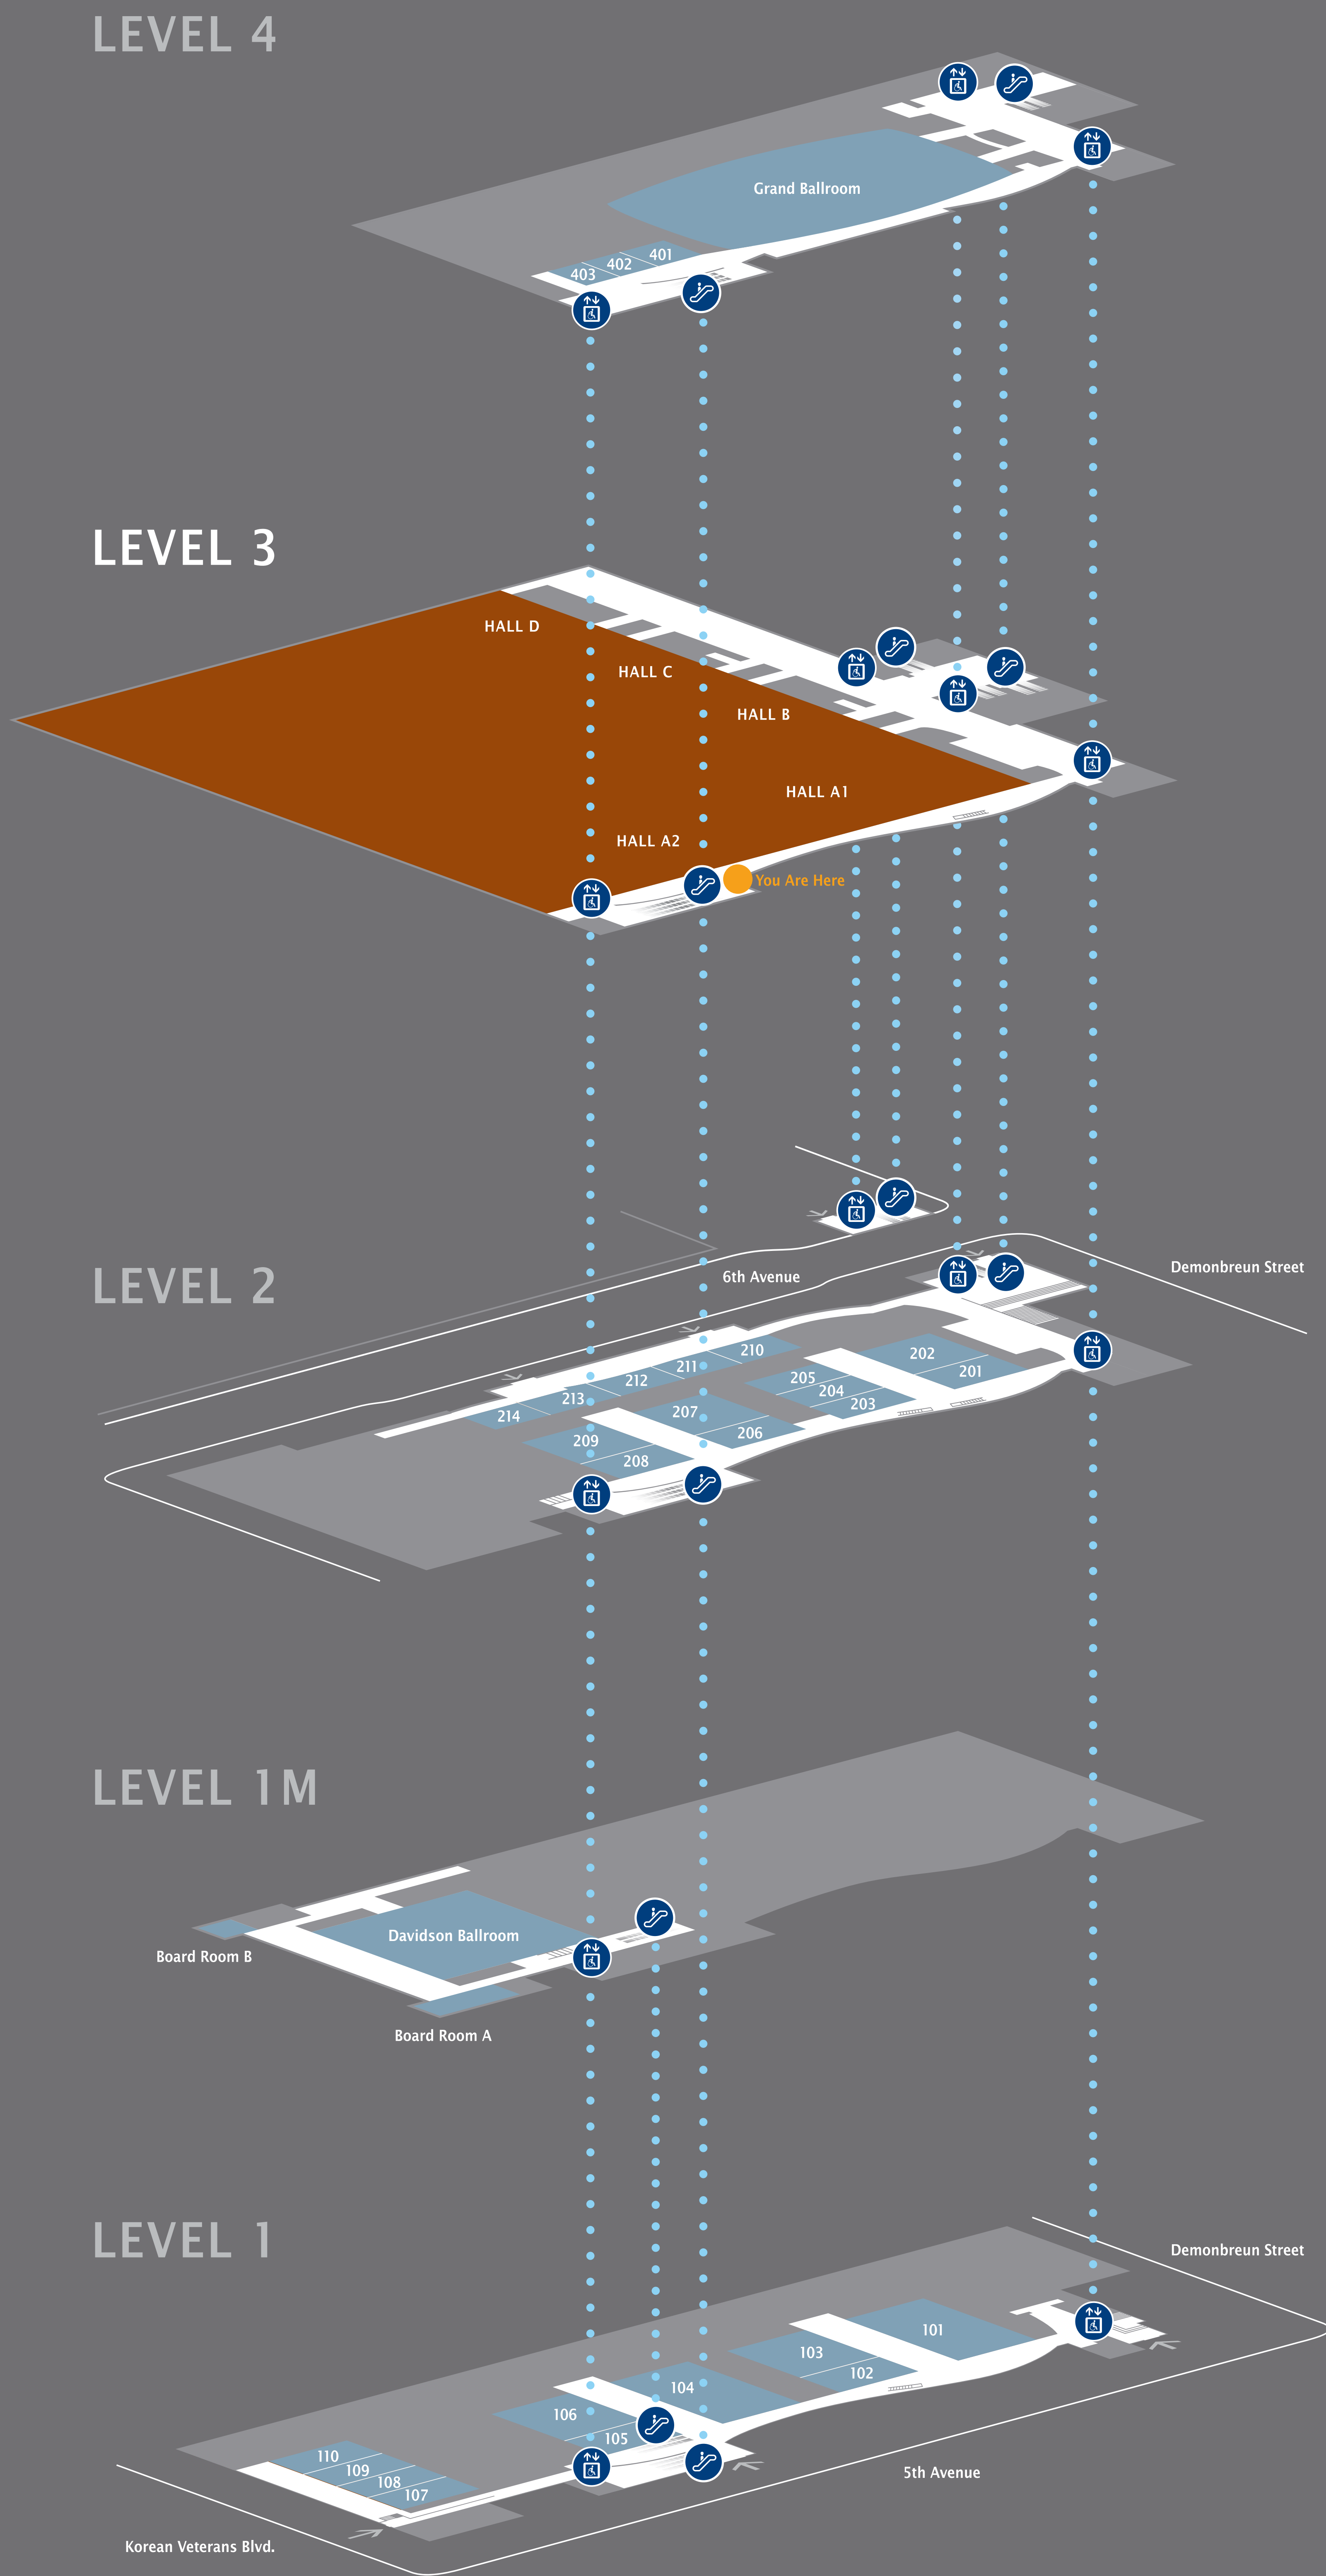 LEVEL 4
Grand Ballroom
401
402
403
LEVEL 3
HALL D
HALL C
HALL B
HALL A1
HALL A2
You Are Here
LEVEL 2
6th Avenue
Demonbreun Street
210
211
212
213
214
202
201
205
204
203
207
206
209
208
LEVEL 1M
Davidson Ballroom
Board Room B
Board Room A
LEVEL 1
Demonbreun Street
101
103
102
104
106
105
110
109
108
107
5th Avenue
Korean Veterans Blvd.